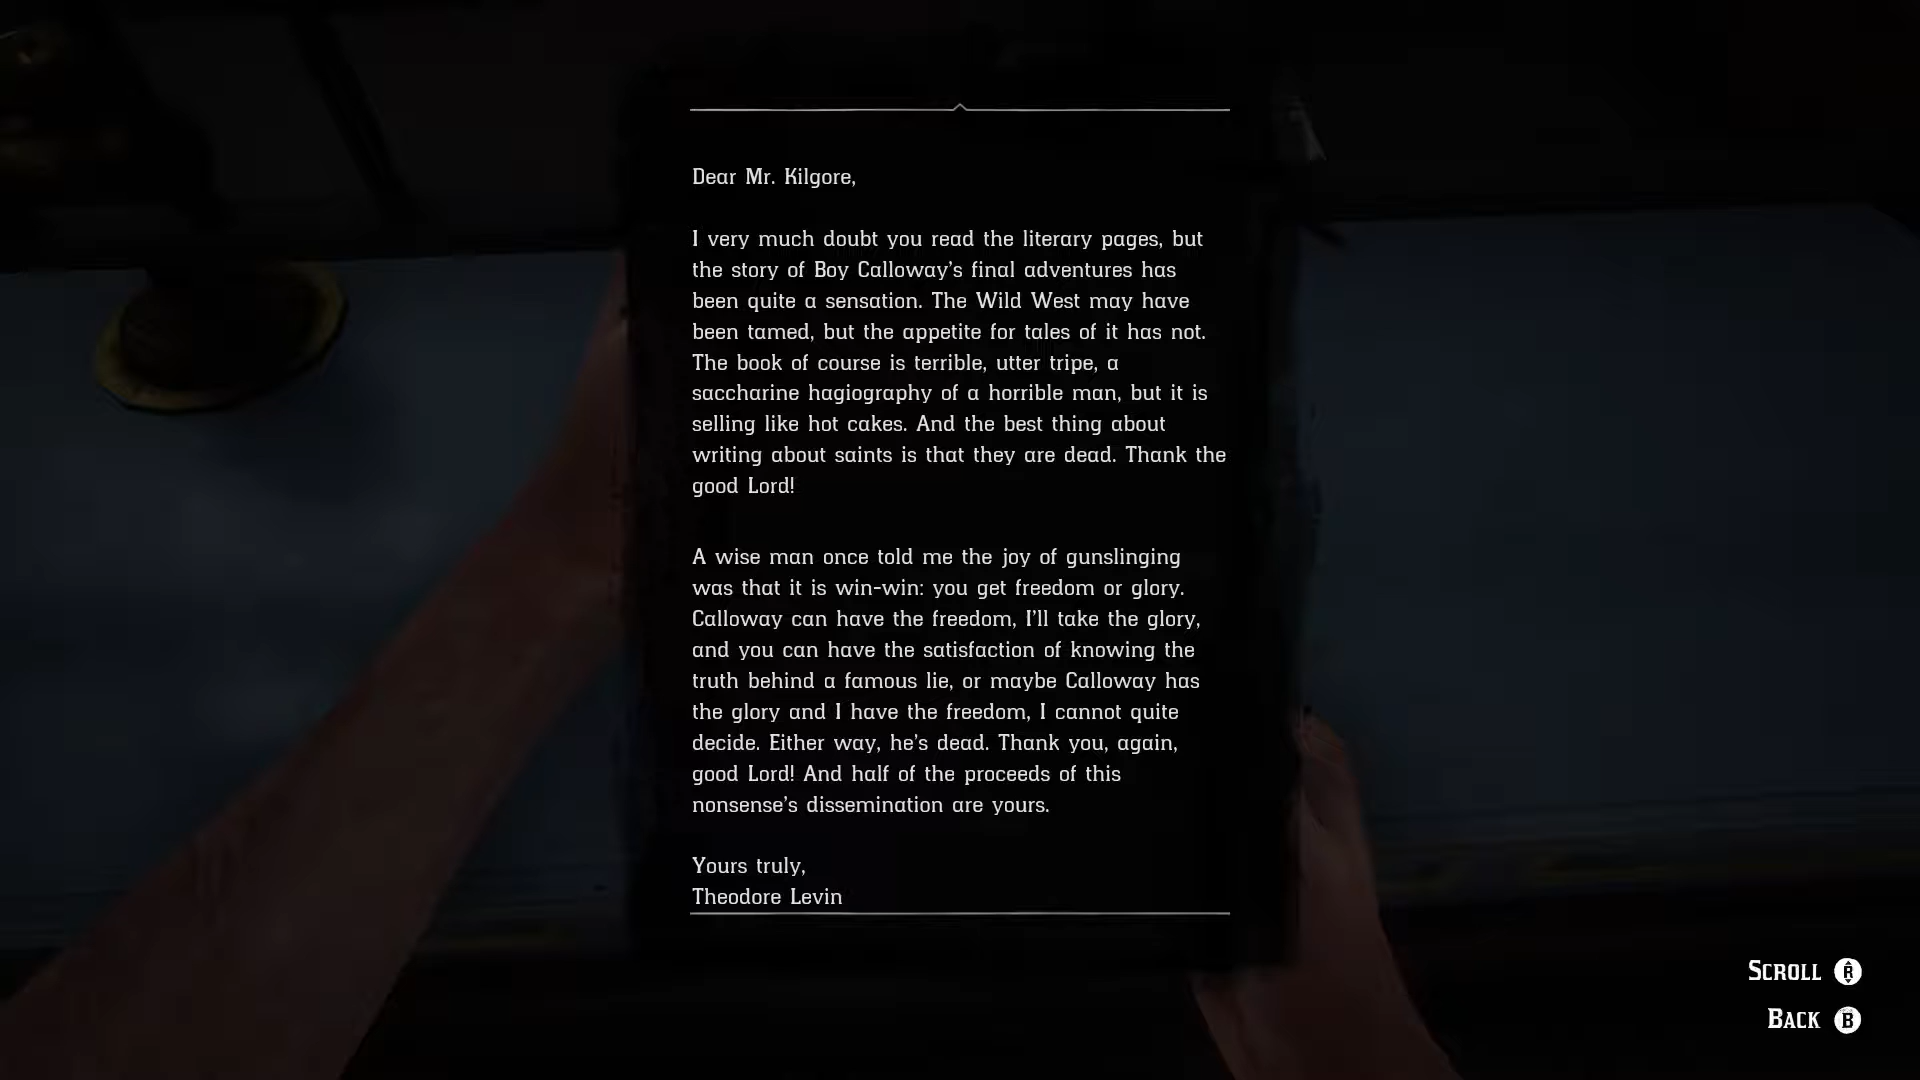 Dear Mr. Kilgore,
I very much doubt you read the literary pages, but
the story of Boy Calloway's final adventures has
been quite a sensation. The Wild West may have
been tamed, but the appetite for tales of it has not.
The book of course is terrible, utter tripe, a
saccharine hagiography of a horrible man, but it is
selling like hot cakes. And the best thing about
writing about saints is that they are dead. Thank the
good Lord!
A wise man once told me the joy of gunslinging
was that it is win-win: you get freedom or glory.
Calloway can have the freedom, I'll take the glory,
and you can have the satisfaction of knowing the
truth behind a famous lie, or maybe Calloway has
the glory and I have the freedom, I cannot quite
decide. Either way, he's dead. Thank you, again,
good Lord! And half of the proceeds of this
nonsense's dissemination are yours.
Yours truly,
Theodore Levin
SCROLL R
BACK B